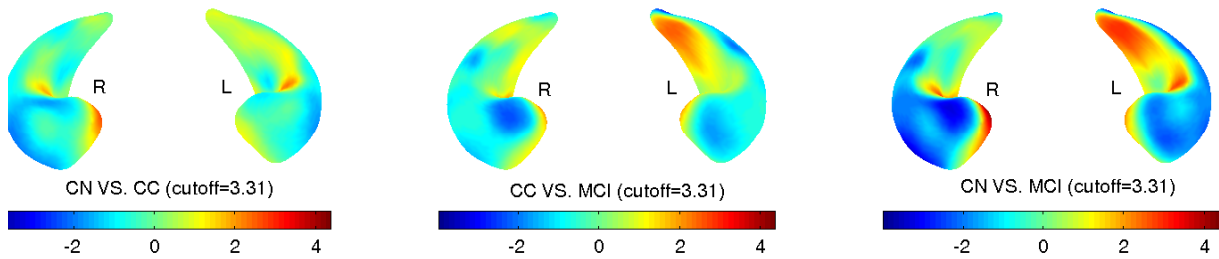 R L R L R L
CN VS. CC (cutoff=3.31) CC VS. MCI (cutoff=3.31) CN VS. MCI (cutoff=3.31)
-2 0 2 4 -2 0 2 4 -2 0 2 4